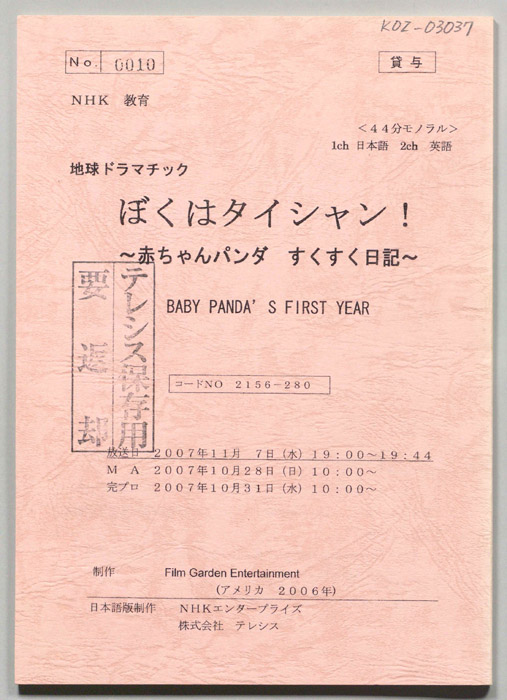 KOZ-03037
No. 0010
貸与
NHK 教育
＜44分モノラル＞
1ch 日本語 2ch 英語
地球ドラマチック
ぼくはタイシャン！
～赤ちゃんパンダ すくすく日記～
BABY PANDA'S FIRST YEAR
テレシス保存用
要返却
コードNO 2156-280
放送日 2007年11月 7日（水）19:00～19:44
M A 2007年10月28日（日）10:00～
完プロ 2007年10月31日（水）10:00～
制作 Film Garden Entertainment
（アメリカ 2006年）
日本語版制作 NHKエンタープライズ
株式会社 テレシス